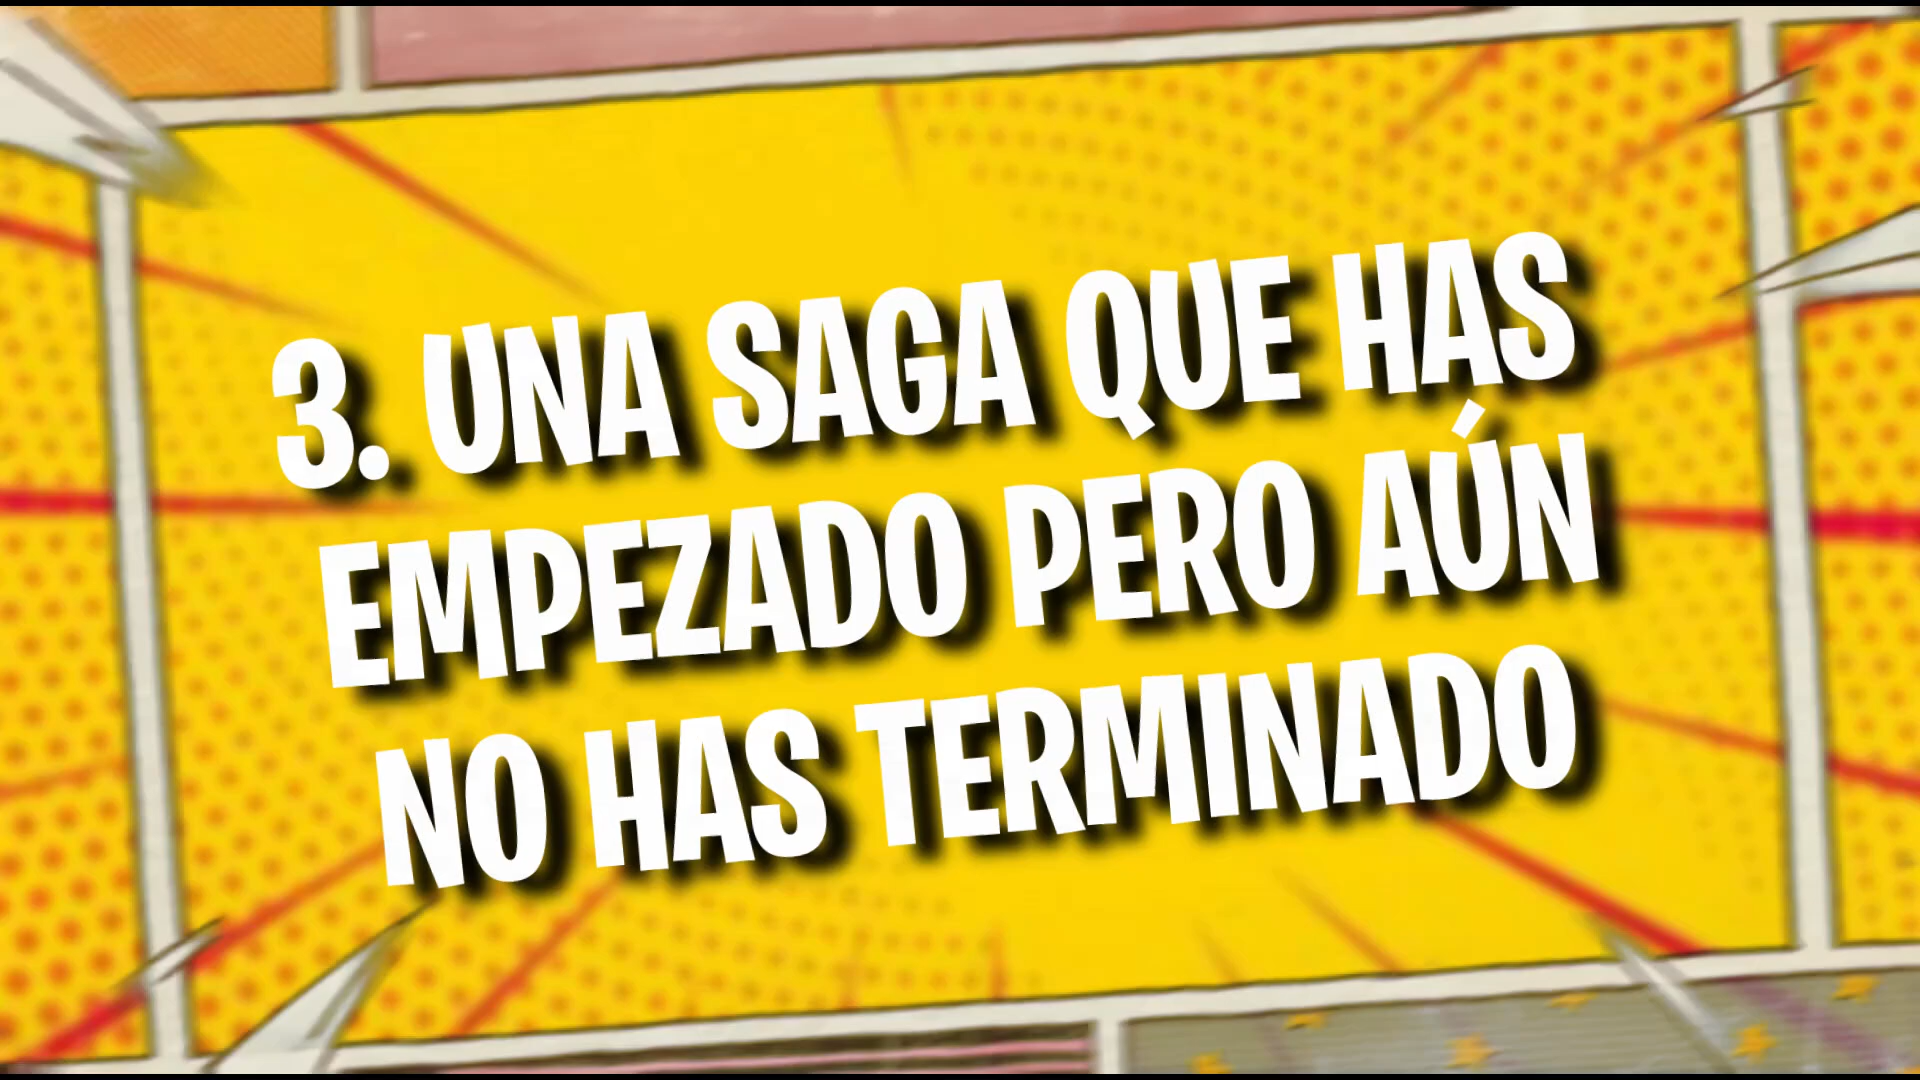 3. UNA SAGA QUE HAS
EMPEZADO PERO AÚN
NO HAS TERMINADO